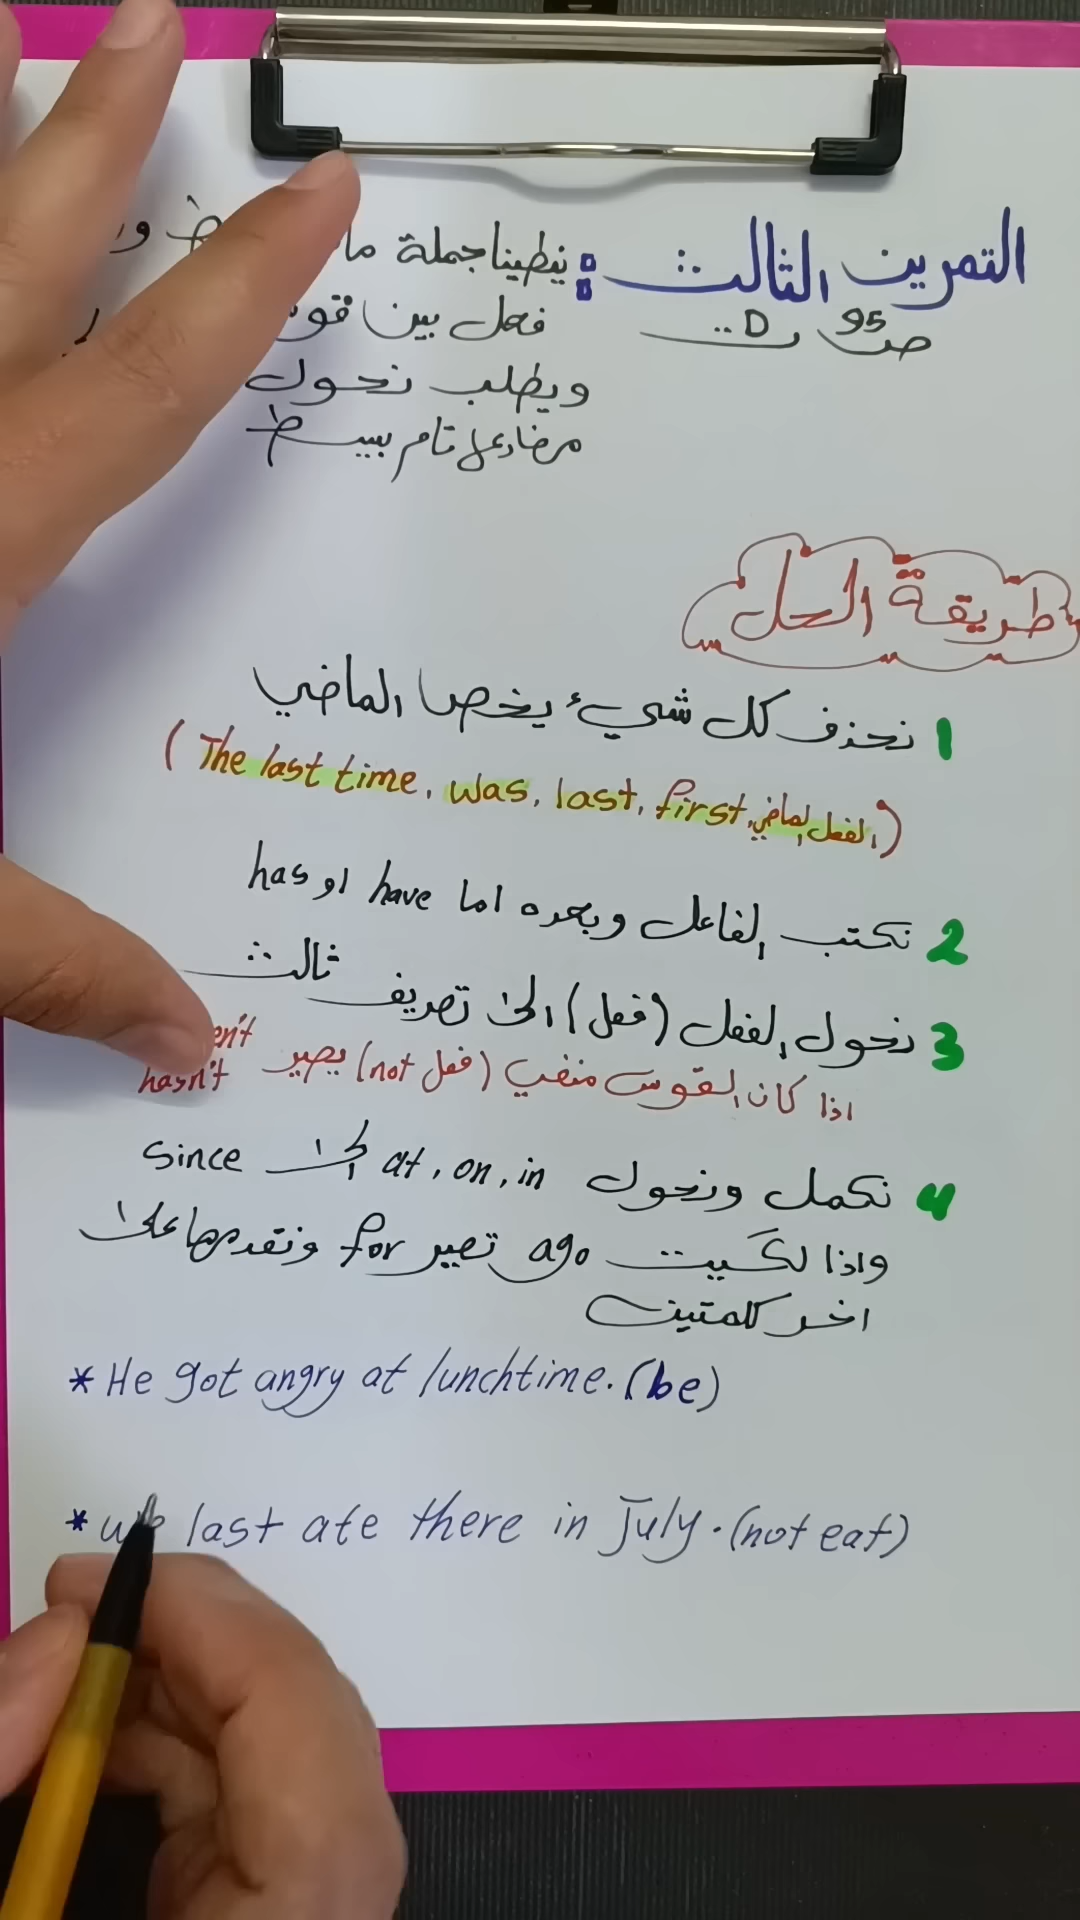 التمرين الثالث : ينطينا جملة
ص 95 ت D
فعل بين
ويطلب نحول
مضارع تام بسيط
طريقة الحل
1 نحذف كل شيء يخص الماضي
(The last time, was, last, first, الفعل الماضي)
2 نكتب الفاعل وبعده اما have او has
3 نحول الفعل (فعل) الى تصريف ثالث
اذا كان القوس منفي (not فعل) يصير
hasn't
4 نكمل ونحول at, on, in الى since
واذا لكيت ago تصير for ونقدمها على
اخر كلمتين
* He got angry at lunchtime. (be)
* we last ate there in July. (not eat)